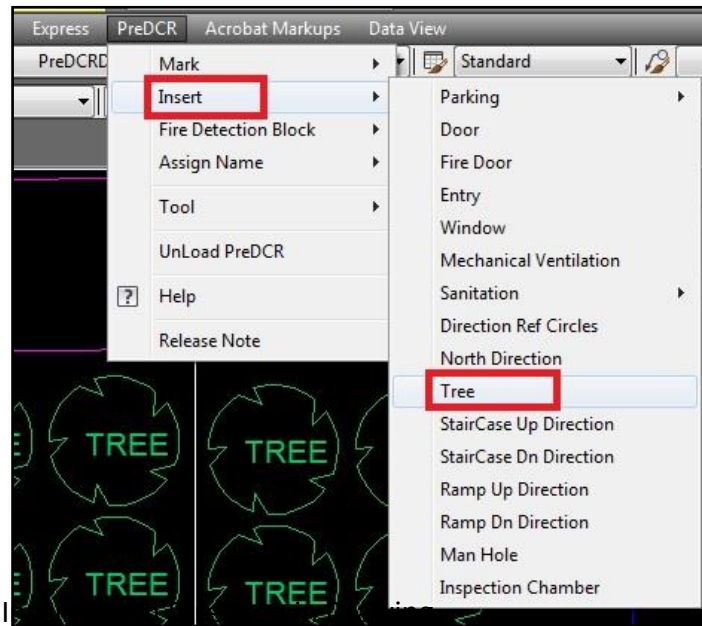 Express PreDCR Acrobat Markups Data View
PreDCRD Standard
Mark
Insert
Fire Detection Block
Assign Name
Tool
UnLoad PreDCR
? Help
Release Note
Parking
Door
Fire Door
Entry
Window
Mechanical Ventilation
Sanitation
Direction Ref Circles
North Direction
Tree
StairCase Up Direction
StairCase Dn Direction
Ramp Up Direction
Ramp Dn Direction
Man Hole
Inspection Chamber
TREE TREE
TREE TREE